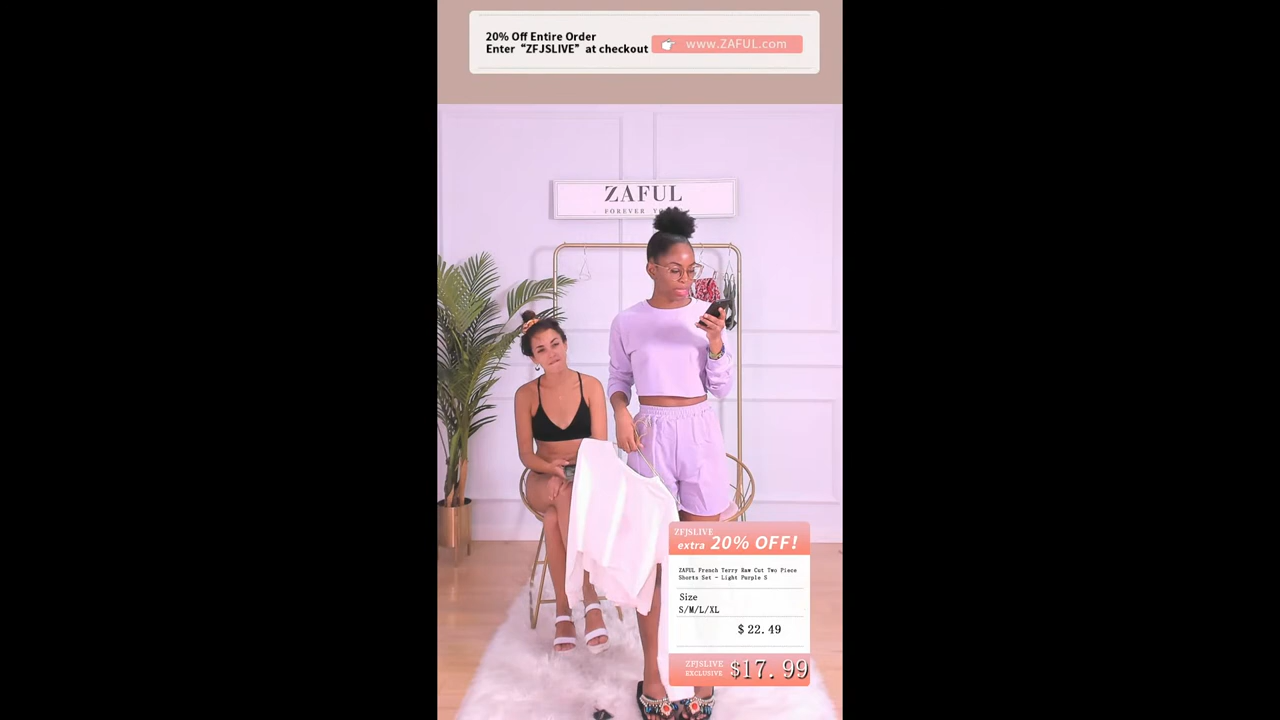 20% Off Entire Order
Enter “ZFJSLIVE” at checkout
www.ZAFUL.com
ZAFUL
FOREVER
ZFJSLIVE
extra 20% OFF!
ZAFUL French Terry Raw Cut Two Piece
Shorts Set - Light Purple S
Size
S/M/L/XL
$22.49
ZFJSLIVE
EXCLUSIVE
$17.99